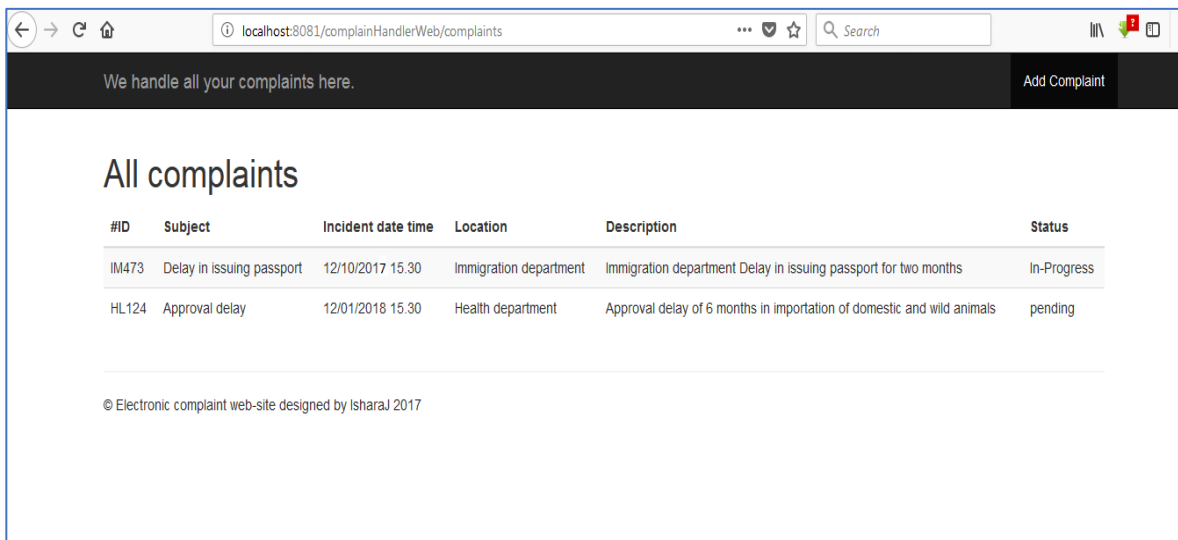 localhost:8081/complainHandlerWeb/complaints Search
We handle all your complaints here. Add Complaint
All complaints
#ID Subject Incident date time Location Description Status
IM473 Delay in issuing passport 12/10/2017 15.30 Immigration department Immigration department Delay in issuing passport for two months In-Progress
HL124 Approval delay 12/01/2018 15.30 Health department Approval delay of 6 months in importation of domestic and wild animals pending
© Electronic complaint web-site designed by IsharaJ 2017